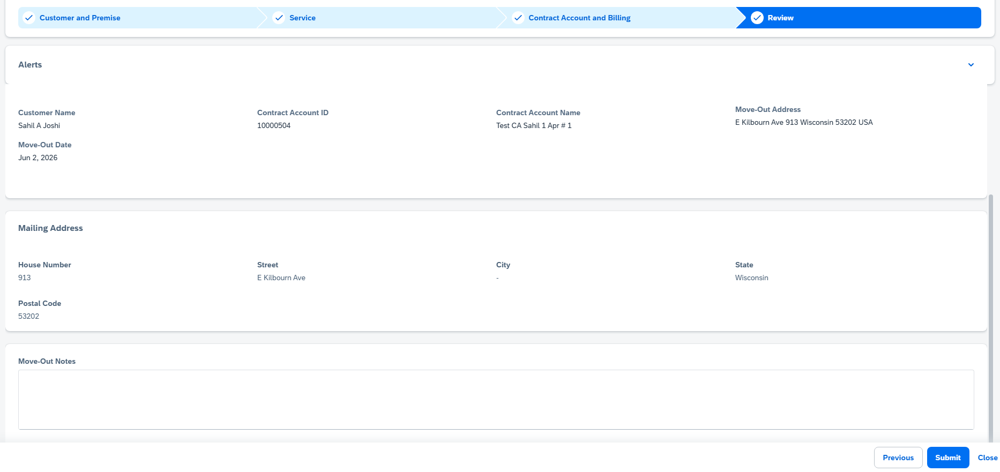 Customer and Premise
Service
Contract Account and Billing
Review
Alerts
Customer Name
Sahil A Joshi
Contract Account ID
10000504
Contract Account Name
Test CA Sahil 1 Apr # 1
Move-Out Address
E Kilbourn Ave 913 Wisconsin 53202 USA
Move-Out Date
Jun 2, 2026
Mailing Address
House Number
913
Street
E Kilbourn Ave
City
-
State
Wisconsin
Postal Code
53202
Move-Out Notes
Previous
Submit
Close